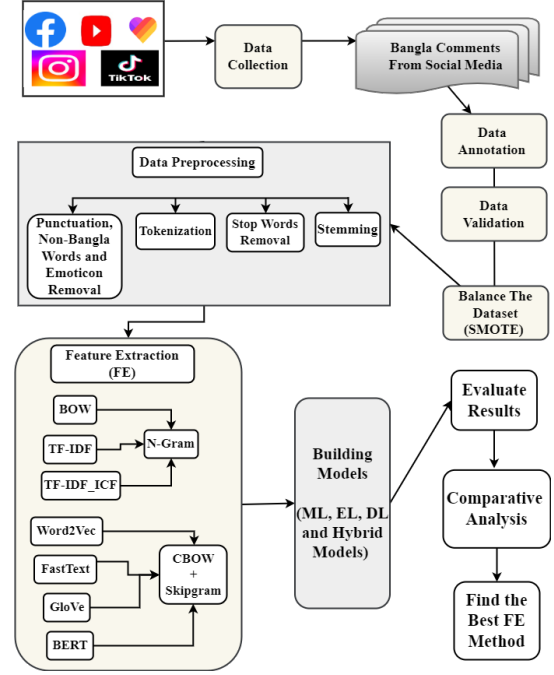 TikTok
Data
Collection
Bangla Comments
From Social Media
Data
Annotation
Data
Validation
Balance The
Dataset
(SMOTE)
Data Preprocessing
Punctuation,
Non-Bangla
Words and
Emoticon
Removal
Tokenization
Stop Words
Removal
Stemming
Feature Extraction
(FE)
BOW
TF-IDF
TF-IDF_ICF
N-Gram
Word2Vec
FastText
GloVe
BERT
CBOW
+
Skipgram
Building
Models
(ML, EL, DL
and Hybrid
Models)
Evaluate
Results
Comparative
Analysis
Find the
Best FE
Method